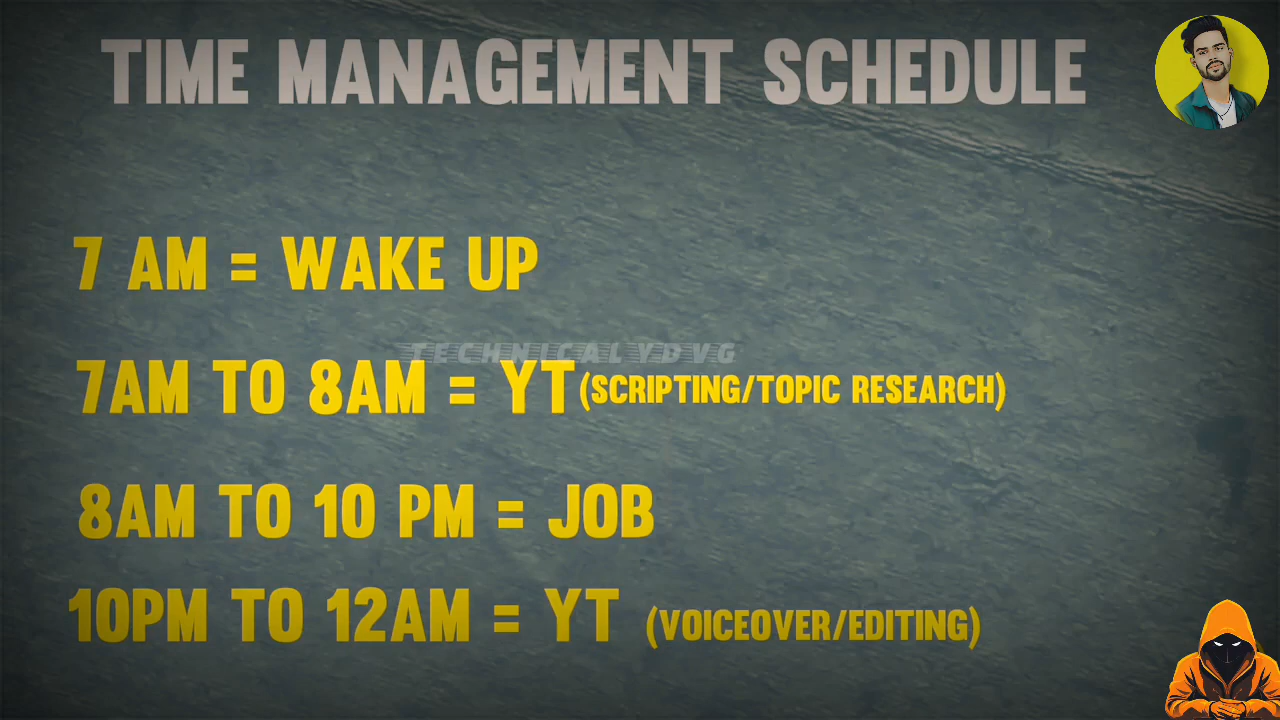 TIME MANAGEMENT SCHEDULE
7 AM = WAKE UP
TECHNICALYDVG
7AM TO 8AM = YT(SCRIPTING/TOPIC RESEARCH)
8AM TO 10 PM = JOB
10PM TO 12AM = YT (VOICEOVER/EDITING)